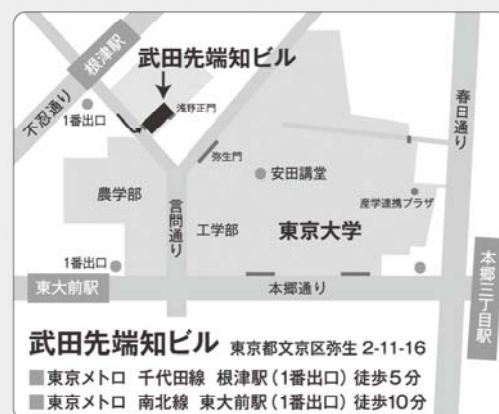 根津駅
武田先端知ビル
不忍通り
1番出口
浅野正門
弥生門
安田講堂
春日通り
農学部
言問通り
工学部
東京大学
産学連携プラザ
1番出口
東大前駅
本郷通り
本郷三丁目駅
武田先端知ビル 東京都文京区弥生 2-11-16
■東京メトロ 千代田線 根津駅(1番出口)徒歩5分
■東京メトロ 南北線 東大前駅(1番出口)徒歩10分